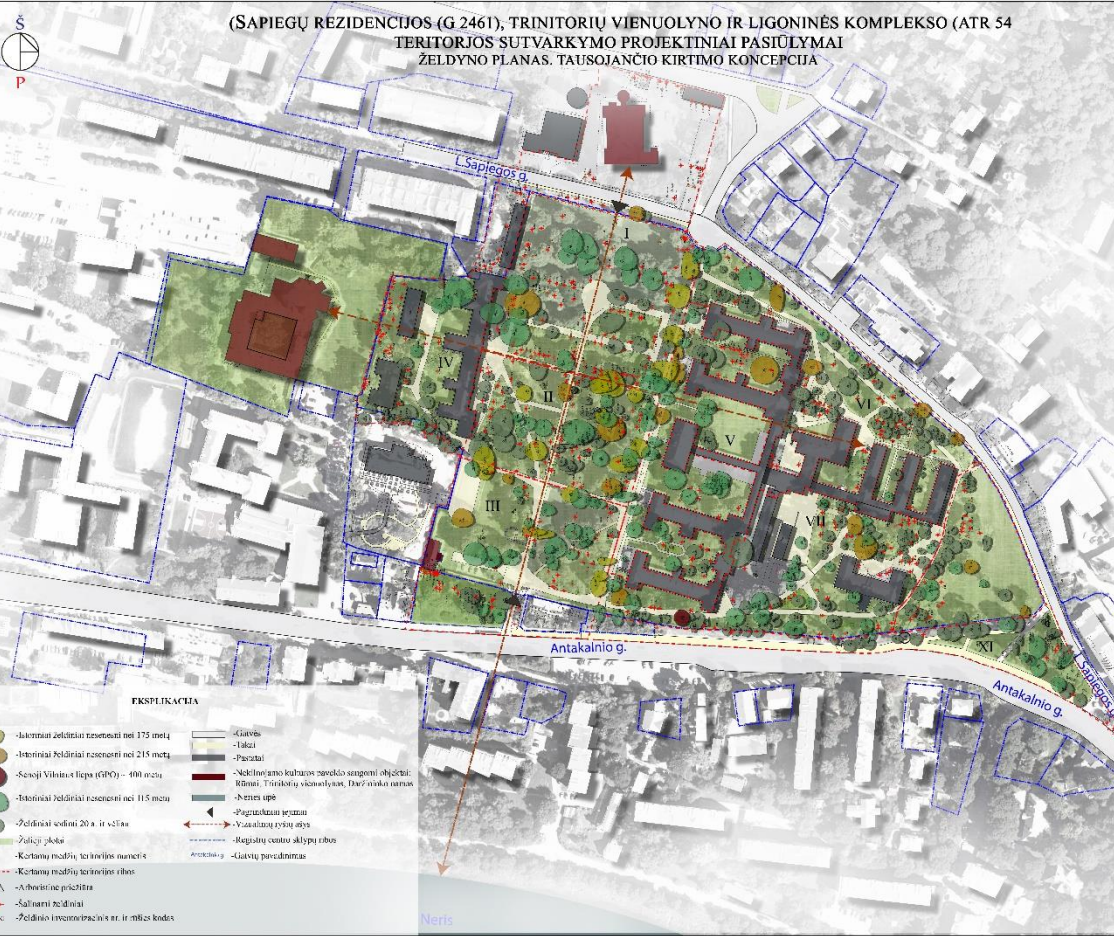 (SAPIEGŲ REZIDENCIJOS (G 2461), TRINITORIŲ VIENUOLYNO IR LIGONINĖS KOMPLEKSO (ATR 54
TERITORJOS SUTVARKYMO PROJEKTINIAI PASIŪLYMAI
ŽELDYNO PLANAS. TAUSOJANČIO KIRTIMO KONCEPCIJA
Š
P
L.Sapiegos g.
I
IV
II
VI
V
III
VII
Antakalnio g.
XI
Antakalnio g.
L.Sapiegos g.
EKSPLIKACIJA
-Istoriniai želdiniai nesenesni nei 175 metų
-Istoriniai želdiniai nesenesni nei 215 metų
-Senoji Vilniaus liepa (GPO) ~ 400 metų
-Istoriniai želdiniai nesenesni nei 115 metų
-Želdiniai sodinti 20 a. ir vėliau
-Žalieji plotai
-Kertamų medžių teritorijos numeris
-Kertamų medžių teritorijos ribos
-Arboristinė priežiūra
-Šalinami želdiniai
-Želdinio inventorizacinis nr. ir rūšies kodas
-Gatvės
-Takai
-Pastatai
-Nekilnojamo kultūros paveldo saugomi objektai:
Rūmai, Trinitorių vienuolynas, Daržininko namas
-Neries upė
-Pagrindiniai įėjimai
-Vizualinių ryšių ašys
-Registrų centro sklypų ribos
Antakalnio g. -Gatvių pavadinimas
Neris